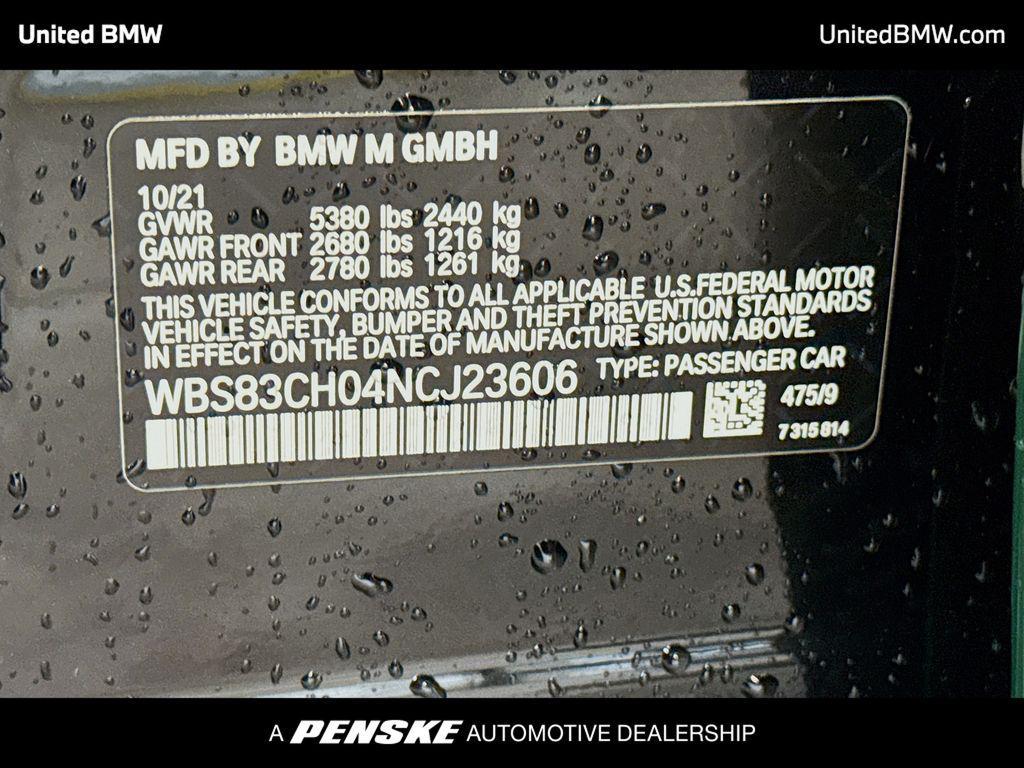 United BMW
UnitedBMW.com
MFD BY BMW M GMBH
10/21
GVWR 5380 lbs 2440 kg
GAWR FRONT 2680 lbs 1216 kg
GAWR REAR 2780 lbs 1261 kg
THIS VEHICLE CONFORMS TO ALL APPLICABLE U.S.FEDERAL MOTOR
VEHICLE SAFETY, BUMPER AND THEFT PREVENTION STANDARDS
IN EFFECT ON THE DATE OF MANUFACTURE SHOWN ABOVE.
WBS83CH04NCJ23606 TYPE: PASSENGER CAR
475/9
7315814
A PENSKE AUTOMOTIVE DEALERSHIP